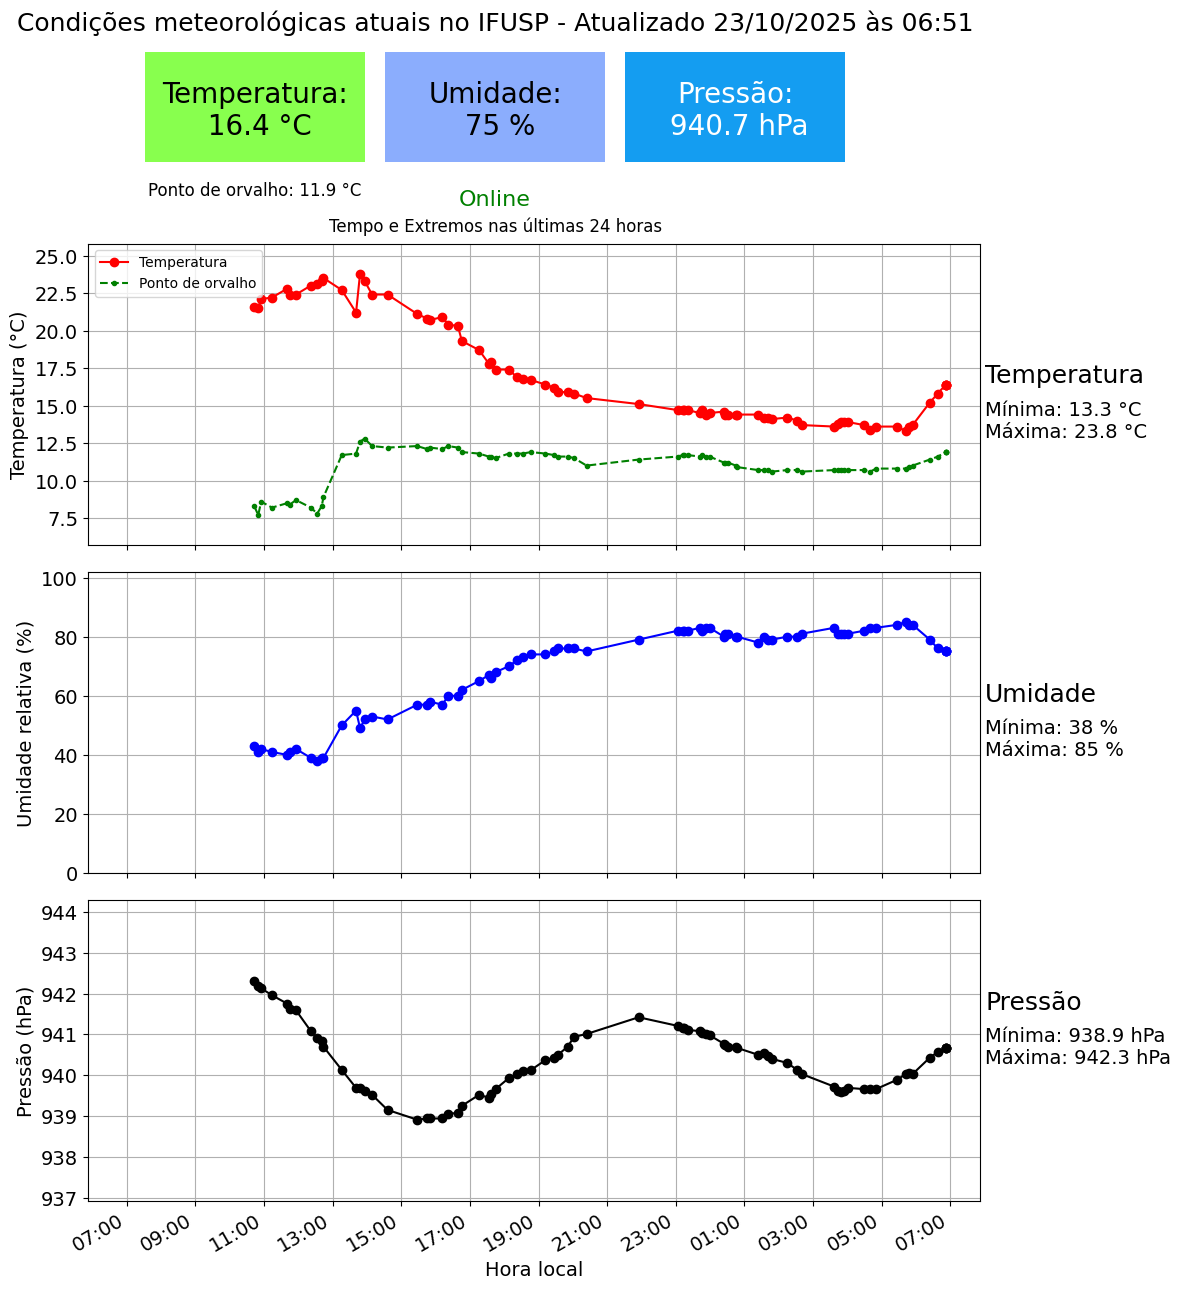 Condições meteorológicas atuais no IFUSP - Atualizado 23/10/2025 às 06:51
Temperatura:
16.4 °C
Umidade:
75 %
Pressão:
940.7 hPa
Ponto de orvalho: 11.9 °C
Online
Tempo e Extremos nas últimas 24 horas
Temperatura
Ponto de orvalho
Temperatura (°C)
25.0
22.5
20.0
17.5
15.0
12.5
10.0
7.5
Temperatura
Mínima: 13.3 °C
Máxima: 23.8 °C
Umidade relativa (%)
100
80
60
40
20
0
Umidade
Mínima: 38 %
Máxima: 85 %
Pressão (hPa)
944
943
942
941
940
939
938
937
Pressão
Mínima: 938.9 hPa
Máxima: 942.3 hPa
07:00 09:00 11:00 13:00 15:00 17:00 19:00 21:00 23:00 01:00 03:00 05:00 07:00
Hora local